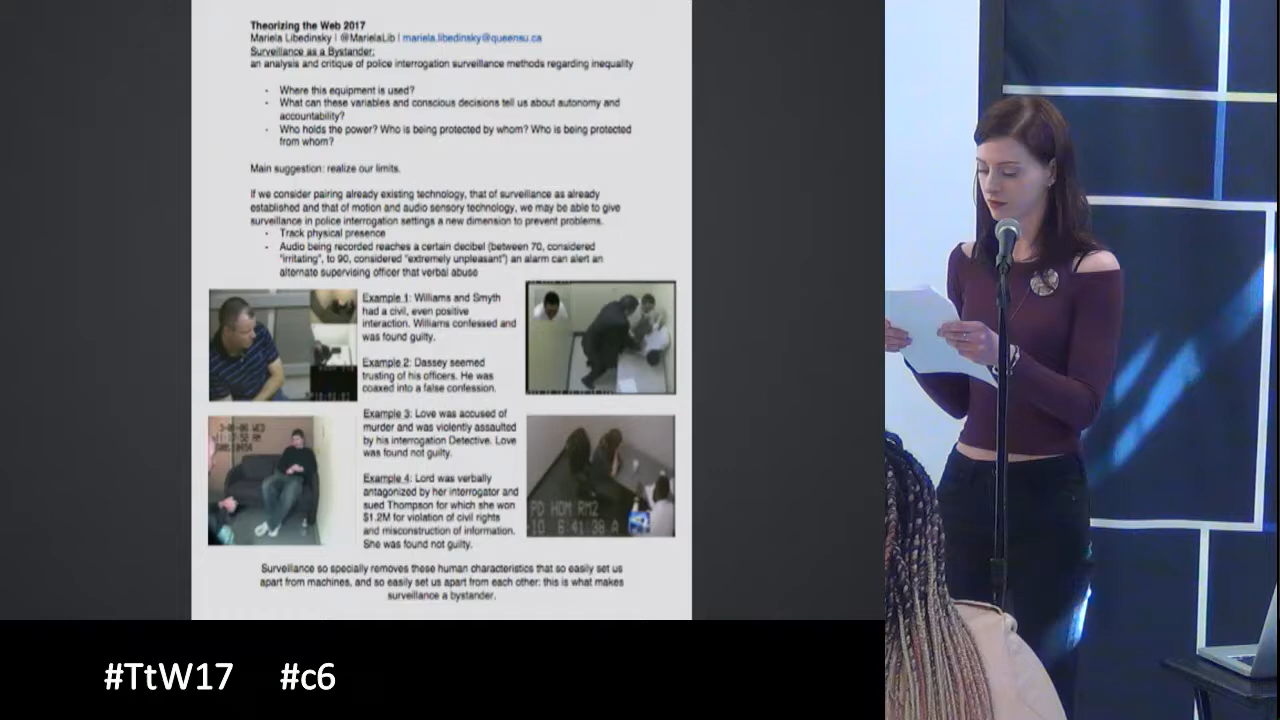 Theorizing the Web 2017
Mariela Libedinsky | @MarielaLib | mariela.libedinsky@queensu.ca
Surveillance as a Bystander:
an analysis and critique of police interrogation surveillance methods regarding inequality
- Where this equipment is used?
- What can these variables and conscious decisions tell us about autonomy and
accountability?
- Who holds the power? Who is being protected by whom? Who is being protected
from whom?
Main suggestion: realize our limits.
If we consider pairing already existing technology, that of surveillance as already
established and that of motion and audio sensory technology, we may be able to give
surveillance in police interrogation settings a new dimension to prevent problems.
- Track physical presence
- Audio being recorded reaches a certain decibel (between 70, considered
"irritating", to 90, considered "extremely unpleasant") an alarm can alert an
alternate supervising officer that verbal abuse
Example 1: Williams and Smyth
had a civil, even positive
interaction. Williams confessed and
was found guilty.
Example 2: Dassey seemed
trusting of his officers. He was
coaxed into a false confession.
Example 3: Love was accused of
murder and was violently assaulted
by his interrogation Detective. Love
was found not guilty.
Example 4: Lord was verbally
antagonized by her interrogator and
sued Thompson for which she won
$1.2M for violation of civil rights
and misconstruction of information.
She was found not guilty.
PD HOM RM2
10 6:41:38 A
Surveillance so specially removes these human characteristics that so easily set us
apart from machines, and so easily set us apart from each other: this is what makes
surveillance a bystander.
#TtW17 #c6